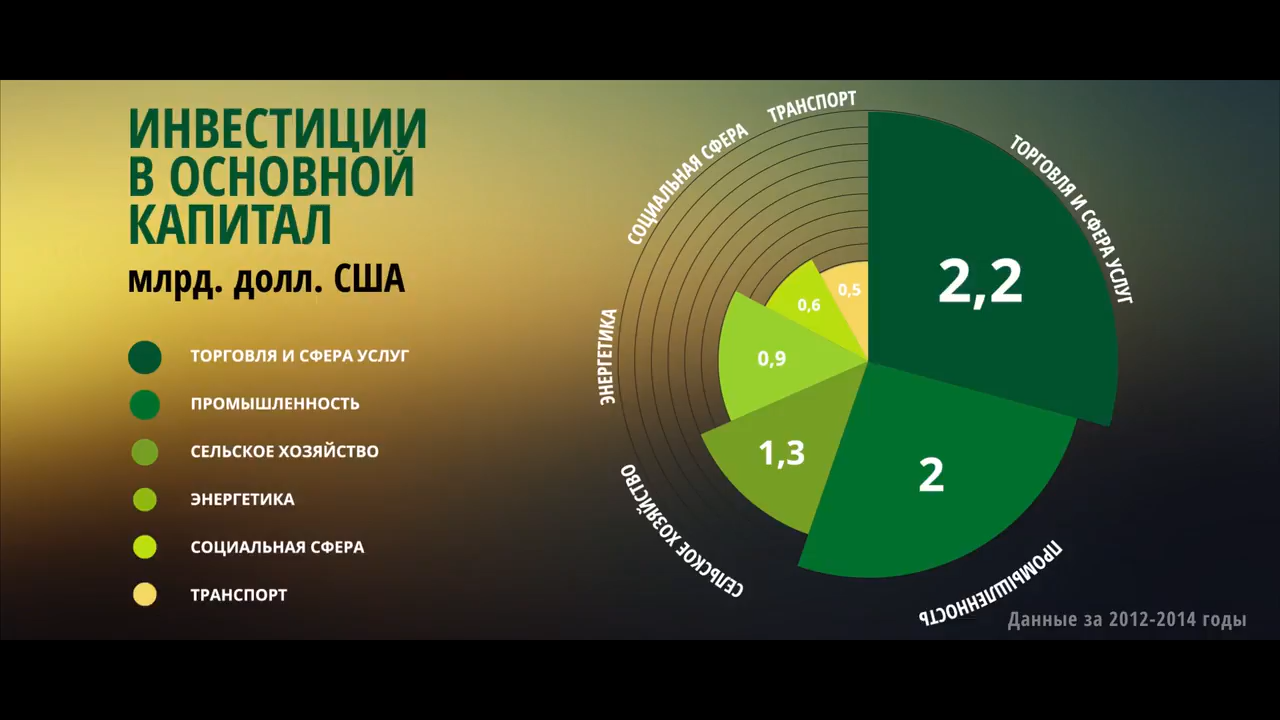 ИНВЕСТИЦИИ
В ОСНОВНОЙ
КАПИТАЛ
млрд. долл. США
ТОРГОВЛЯ И СФЕРА УСЛУГ
ПРОМЫШЛЕННОСТЬ
СЕЛЬСКОЕ ХОЗЯЙСТВО
ЭНЕРГЕТИКА
СОЦИАЛЬНАЯ СФЕРА
ТРАНСПОРТ
ТРАНСПОРТ
СОЦИАЛЬНАЯ СФЕРА
ТОРГОВЛЯ И СФЕРА УСЛУГ
ЭНЕРГЕТИКА
СЕЛЬСКОЕ ХОЗЯЙСТВО
ПРОМЫШЛЕННОСТЬ
2,2
0,5
0,6
0,9
1,3
2
Данные за 2012-2014 годы